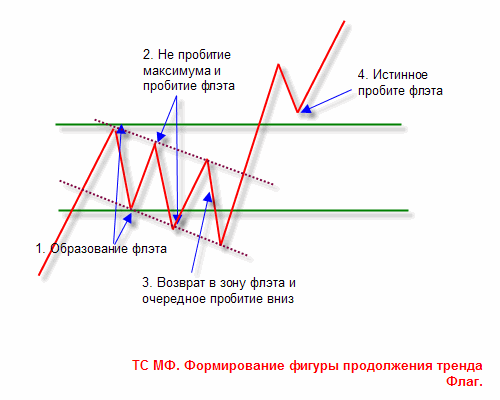 2. Не пробитие
максимума и
пробитие флэта
4. Истинное
пробите флэта
1. Образование флэта
3. Возврат в зону флэта и
очередное пробитие вниз
ТС МФ. Формирование фигуры продолжения тренда
Флаг.